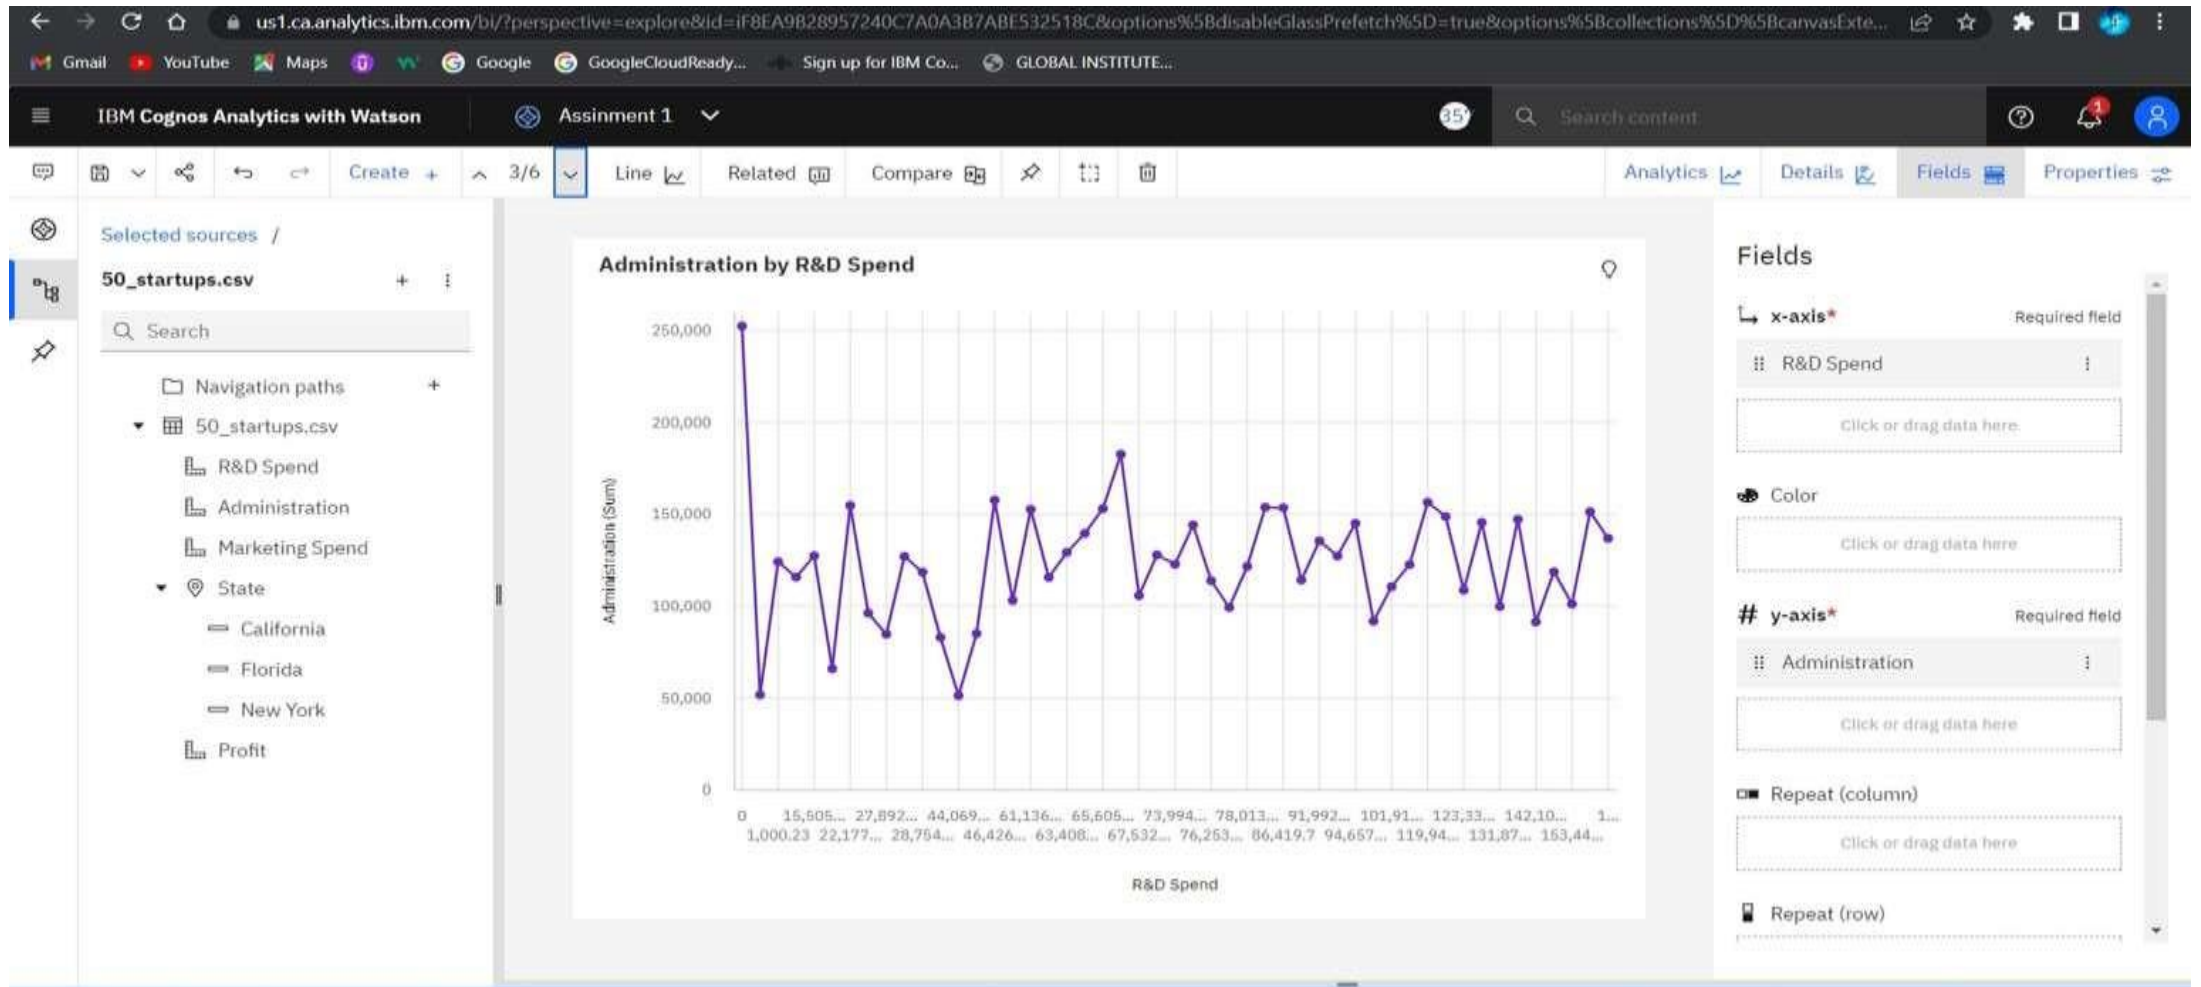 us1.ca.analytics.ibm.com/bi/?perspective=explore&id=iF8EA9B28957240C7A0A3B7ABE532518C&options%5BdisableGlassPrefetch%5D=true&options%5Bcollections%5D%5BcanvasExte...
Gmail YouTube Maps Google GoogleCloudReady... Sign up for IBM Co... GLOBAL INSTITUTE...
IBM Cognos Analytics with Watson Assinment 1 35 Search content 1
Create + 3/6 Line Related Compare Analytics Details Fields Properties
Selected sources /
50_startups.csv
Search
Navigation paths
50_startups.csv
R&D Spend
Administration
Marketing Spend
State
California
Florida
New York
Profit
Administration by R&D Spend
Administration (Sum)
250,000
200,000
150,000
100,000
50,000
0
0 15,505... 27,892... 44,069... 61,136... 65,605... 73,994... 78,013... 91,992... 101,91... 123,33... 142,10... 1...
1,000.23 22,177... 28,754... 46,426... 63,408... 67,532... 76,253... 86,419.7 94,657... 119,94... 131,87... 153,44...
R&D Spend
Fields
x-axis* Required field
R&D Spend
Click or drag data here
Color
Click or drag data here
# y-axis* Required field
Administration
Click or drag data here
Repeat (column)
Click or drag data here
Repeat (row)